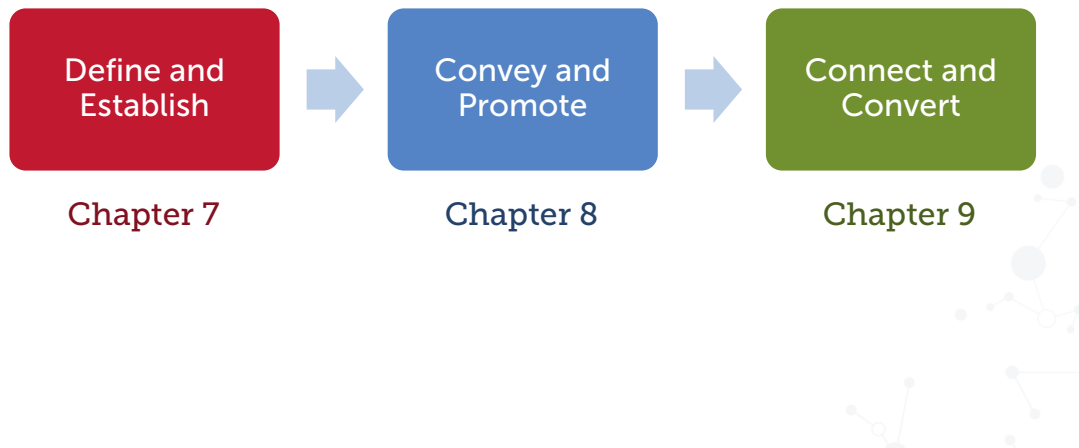 Define and
Establish
Convey and
Promote
Connect and
Convert
Chapter 7
Chapter 8
Chapter 9